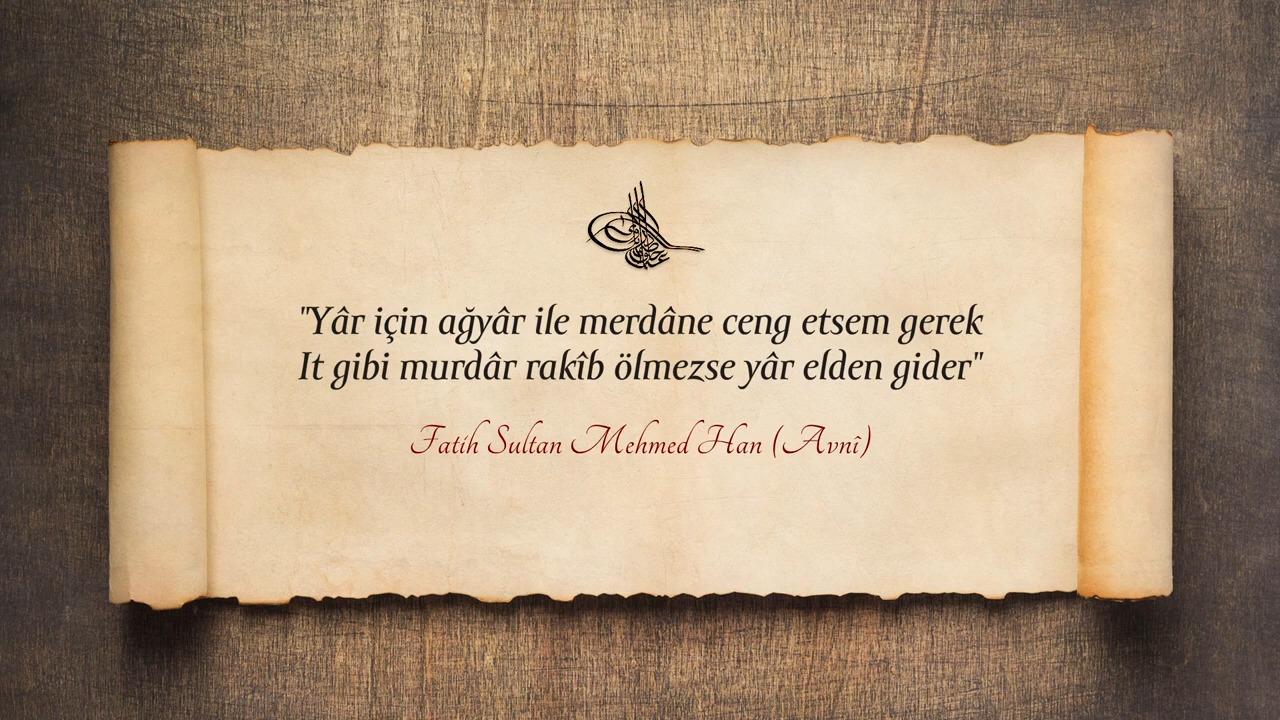 "Yâr için ağyâr ile merdâne ceng etsem gerek
It gibi murdâr rakîb ölmezse yâr elden gider"
Fatih Sultan Mehmed Han (Avnî)